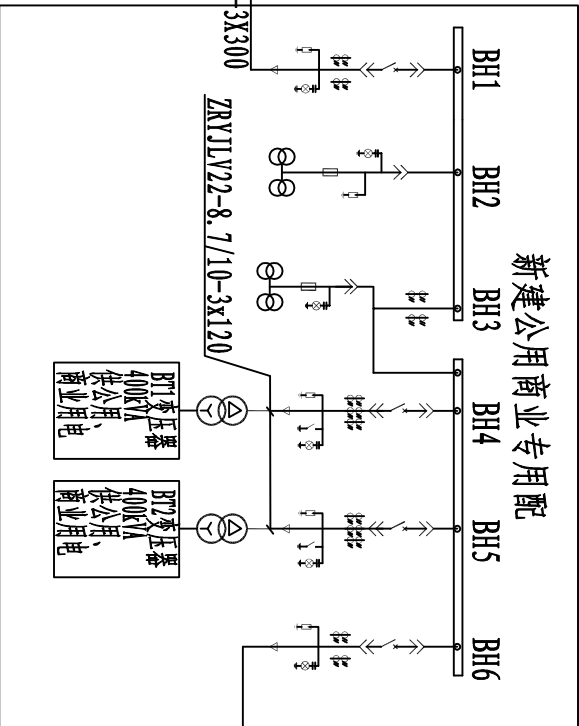 新建公用商业专用配
BH1
BH2
BH3
BH4
BH5
BH6
3X300
ZRYJLV22-8.7/10-3x120
BT1变压器
400kVA
供公用、
商业用电
BT2变压器
400kVA
供公用、
商业用电